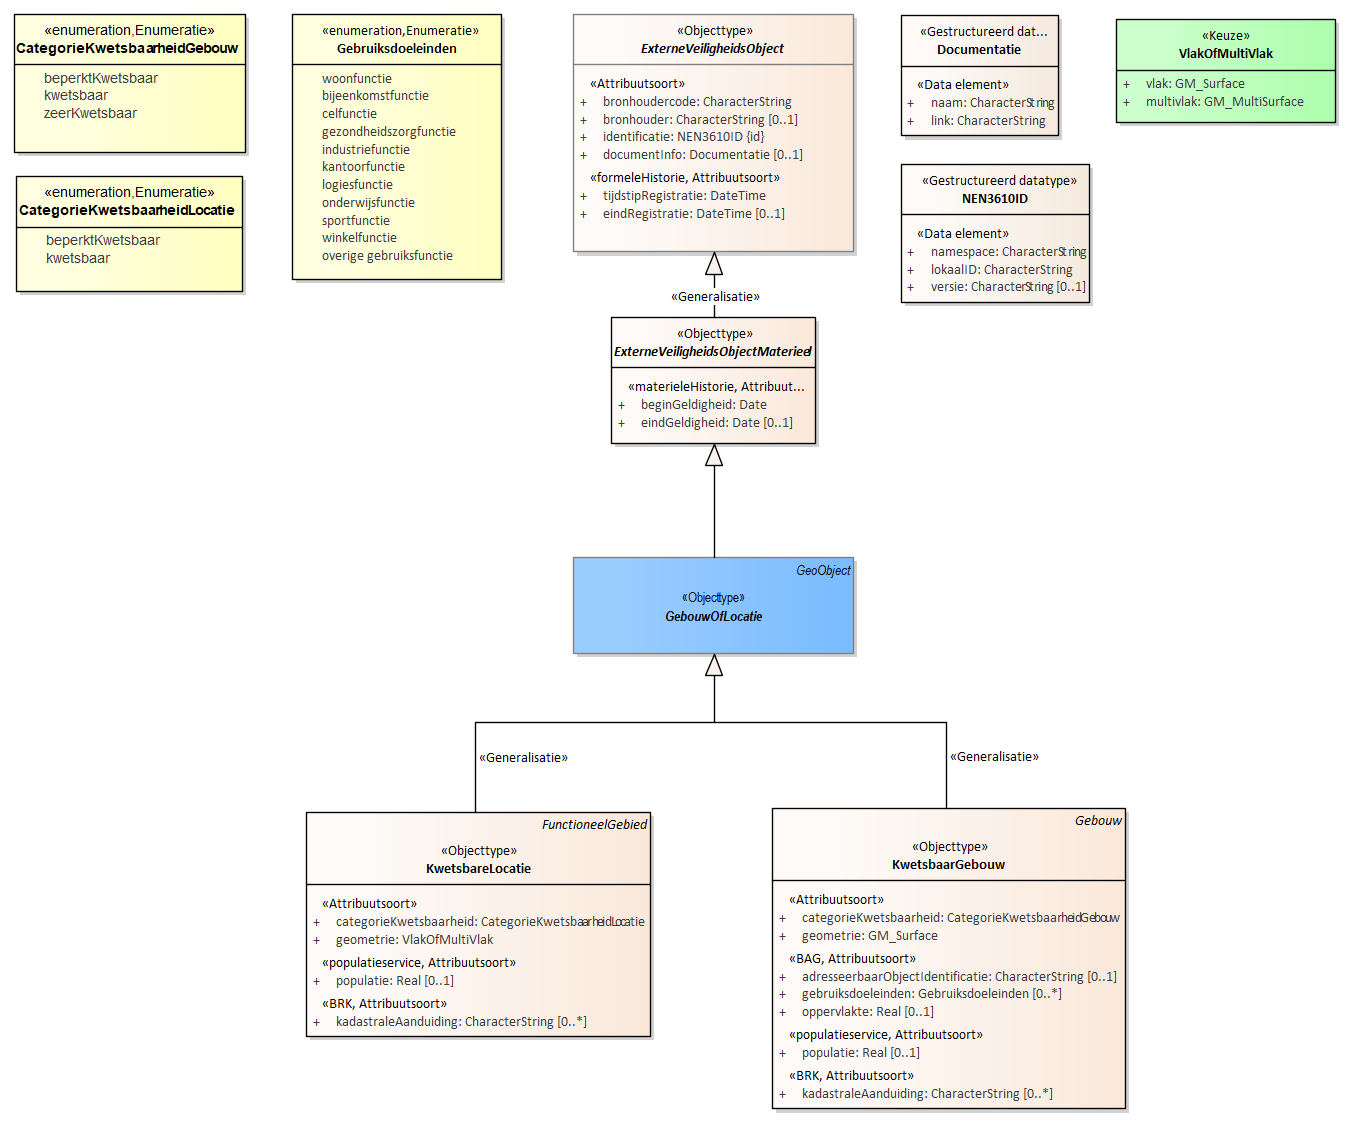 «enumeration,Enumeratie»
CategorieKwetsbaarheidGebouw
beperktKwetsbaar
kwetsbaar
zeerKwetsbaar
«enumeration,Enumeratie»
CategorieKwetsbaarheidLocatie
beperktKwetsbaar
kwetsbaar
«enumeration,Enumeratie»
Gebruiksdoeleinden
woonfunctie
bijeenkomstfunctie
celfunctie
gezondheidszorgfunctie
industriefunctie
kantoorfunctie
logiesfunctie
onderwijsfunctie
sportfunctie
winkelfunctie
overige gebruiksfunctie
«Objecttype»
ExterneVeiligheidsObject
«Attribuutsoort»
+ bronhoudercode: CharacterString
+ bronhouder: CharacterString [0..1]
+ identificatie: NEN3610ID {id}
+ documentInfo: Documentatie [0..1]
«formeleHistorie, Attribuutsoort»
+ tijdstipRegistratie: DateTime
+ eindRegistratie: DateTime [0..1]
«Gestructureerd dat...
Documentatie
«Data element»
+ naam: CharacterString
+ link: CharacterString
«Keuze»
VlakOfMultiVlak
+ vlak: GM_Surface
+ multivlak: GM_MultiSurface
«Gestructureerd datatype»
NEN3610ID
«Data element»
+ namespace: CharacterString
+ lokaalID: CharacterString
+ versie: CharacterString [0..1]
«Generalisatie»
«Objecttype»
ExterneVeiligheidsObjectMaterieel
«materieleHistorie, Attribuut...
+ beginGeldigheid: Date
+ eindGeldigheid: Date [0..1]
GeoObject
«Objecttype»
GebouwOfLocatie
«Generalisatie»
«Generalisatie»
FunctioneelGebied
«Objecttype»
KwetsbareLocatie
«Attribuutsoort»
+ categorieKwetsbaarheid: CategorieKwetsbaarheidLocatie
+ geometrie: VlakOfMultiVlak
«populatieservice, Attribuutsoort»
+ populatie: Real [0..1]
«BRK, Attribuutsoort»
+ kadastraleAanduiding: CharacterString [0..*]
Gebouw
«Objecttype»
KwetsbaarGebouw
«Attribuutsoort»
+ categorieKwetsbaarheid: CategorieKwetsbaarheidGebouw
+ geometrie: GM_Surface
«BAG, Attribuutsoort»
+ adresseerbaarObjectIdentificatie: CharacterString [0..1]
+ gebruiksdoeleinden: Gebruiksdoeleinden [0..*]
+ oppervlakte: Real [0..1]
«populatieservice, Attribuutsoort»
+ populatie: Real [0..1]
«BRK, Attribuutsoort»
+ kadastraleAanduiding: CharacterString [0..*]